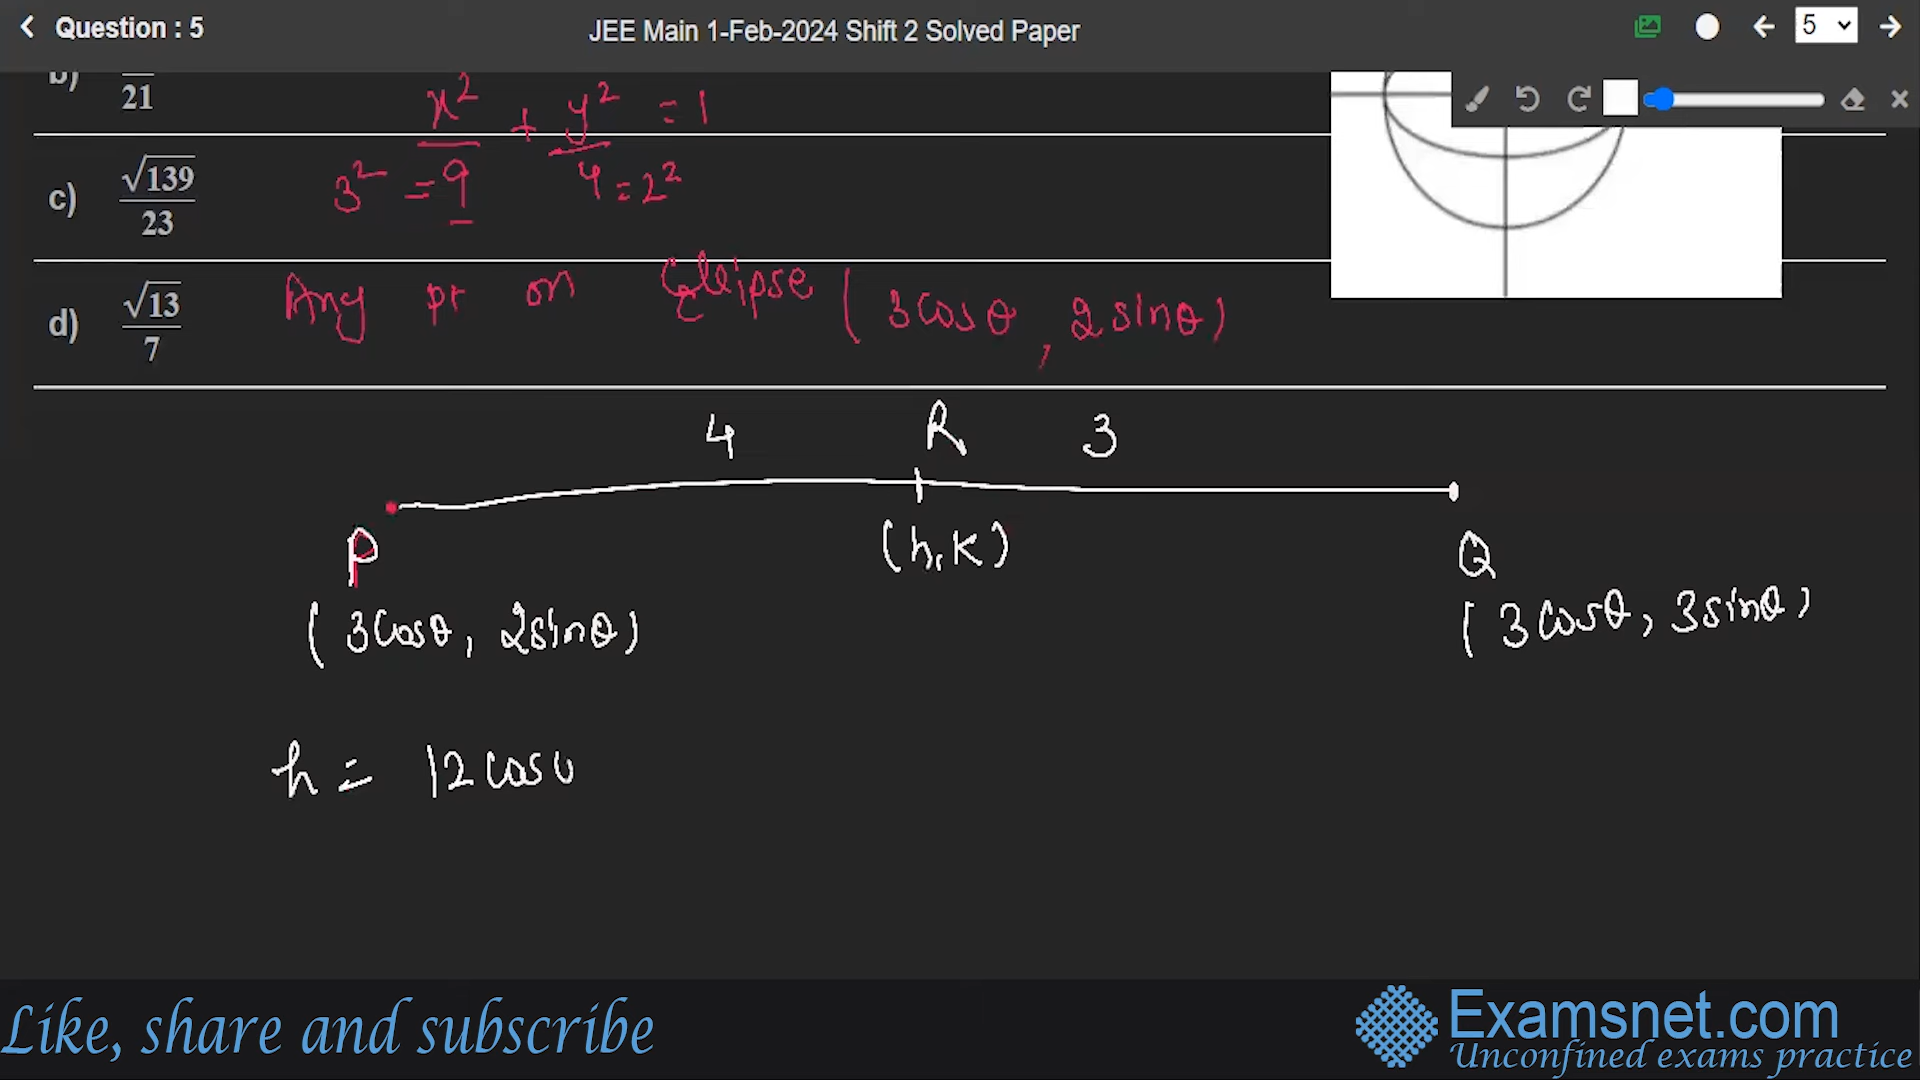 Question : 5
JEE Main 1-Feb-2024 Shift 2 Solved Paper
5
b) 21
x² / 9 + y² / 4 = 1
3² = 9 4 = 2²
c) √139 / 23
Any pt on Ellipse ( 3cosθ , 2sinθ )
d) √13 / 7
4 R 3
P (h, K) Q
( 3cosθ, 2sinθ ) ( 3cosθ, 3sinθ )
h = 12cos
Like, share and subscribe
Examsnet.com
Unconfined exams practice